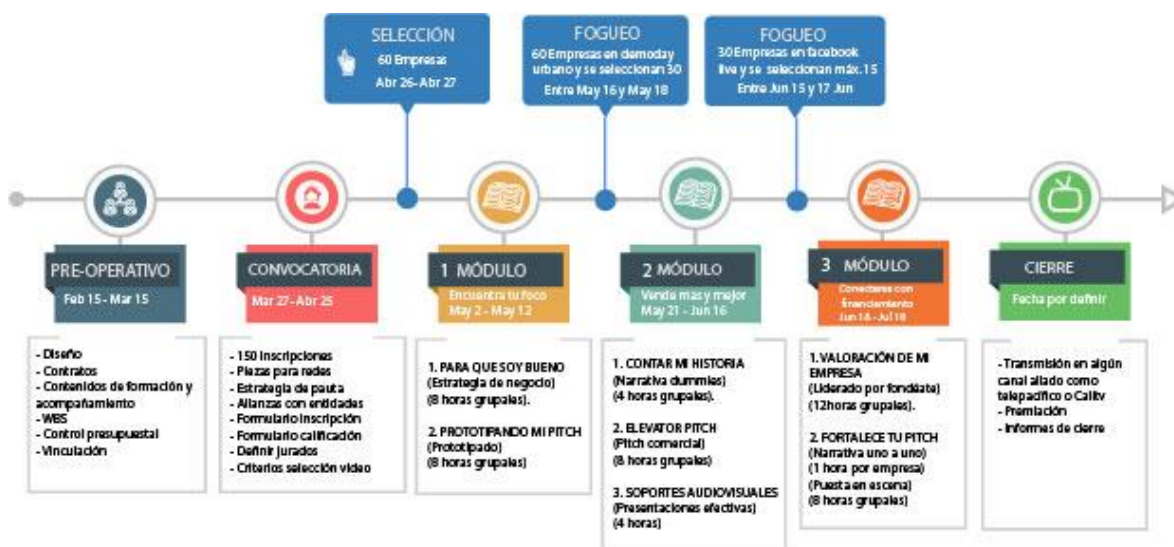 SELECCIÓN
60 Empresas
Abr 26- Abr 27
FOGUEO
60 Empresas en demoday
urbano y se seleccionan 30
Entre May 16 y May 18
FOGUEO
30 Empresas en facebook
live y se seleccionan máx. 15
Entre Jun 15 y 17 Jun
PRE-OPERATIVO
Feb 15 - Mar 15
- Diseño
- Contratos
- Contenidos de formación y
acompañamiento
- WBS
- Control presupuestal
- Vinculación
CONVOCATORIA
Mar 27- Abr 25
- 150 Inscripciones
- Piezas para redes
- Estrategia de pauta
- Alianzas con entidades
- Formulario inscripción
- Formulario calificación
- Definir jurados
- Criterios selección video
1 MÓDULO
Encuentra tu foco
May 2 - May 12
1. PARA QUE SOY BUENO
(Estrategia de negocio)
(8 horas grupales).
2. PROTOTIPANDO MI PITCH
(Prototipado)
(8 horas grupales)
2 MÓDULO
Vende mas y mejor
May 21 - Jun 16
1. CONTAR MI HISTORIA
(Narrativa dummies)
(4 horas grupales).
2. ELEVATOR PITCH
(Pitch comercial)
(8 horas grupales)
3. SOPORTES AUDIOVISUALES
(Presentaciones efectivas)
(4 horas)
3 MÓDULO
Conectarse con
financiamiento
Jun 18 - Jul 18
1. VALORACIÓN DE MI
EMPRESA
(Liderado por fondéate)
(12horas grupales).
2. FORTALECE TU PITCH
(Narrativa uno a uno)
(1 hora por empresa)
(Puesta en escena)
(8 horas grupales)
CIERRE
Fecha por definir
- Transmisión en algún
canal aliado como
telepacífico o Calitv
- Premiación
- Informes de cierre